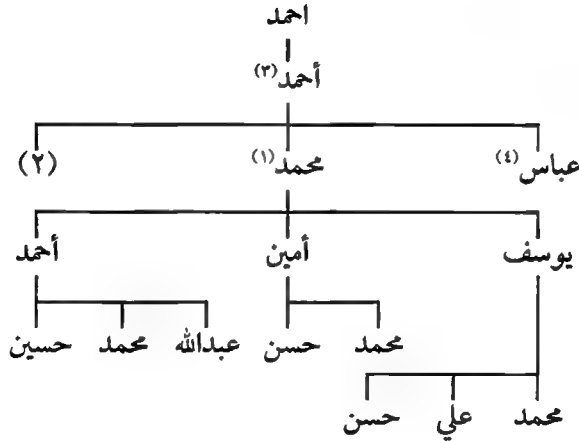 احمد
أحمد (٣)
عباس (٤) محمد (١) (٢)
يوسف أمين أحمد
محمد حسن عبدالله محمد حسين
محمد علي حسن